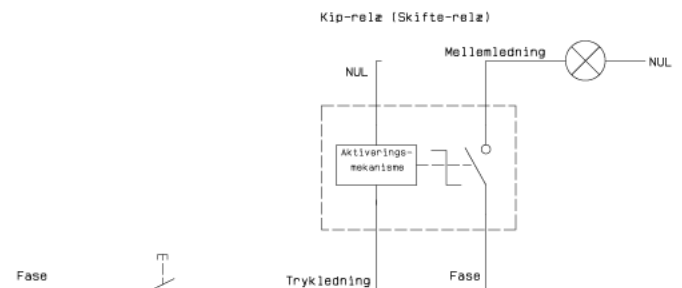 Kip-relæ (Skifte-relæ)
Mellemledning
NUL
NUL
Aktiverings-
mekanisme
Fase
Trykledning
Fase